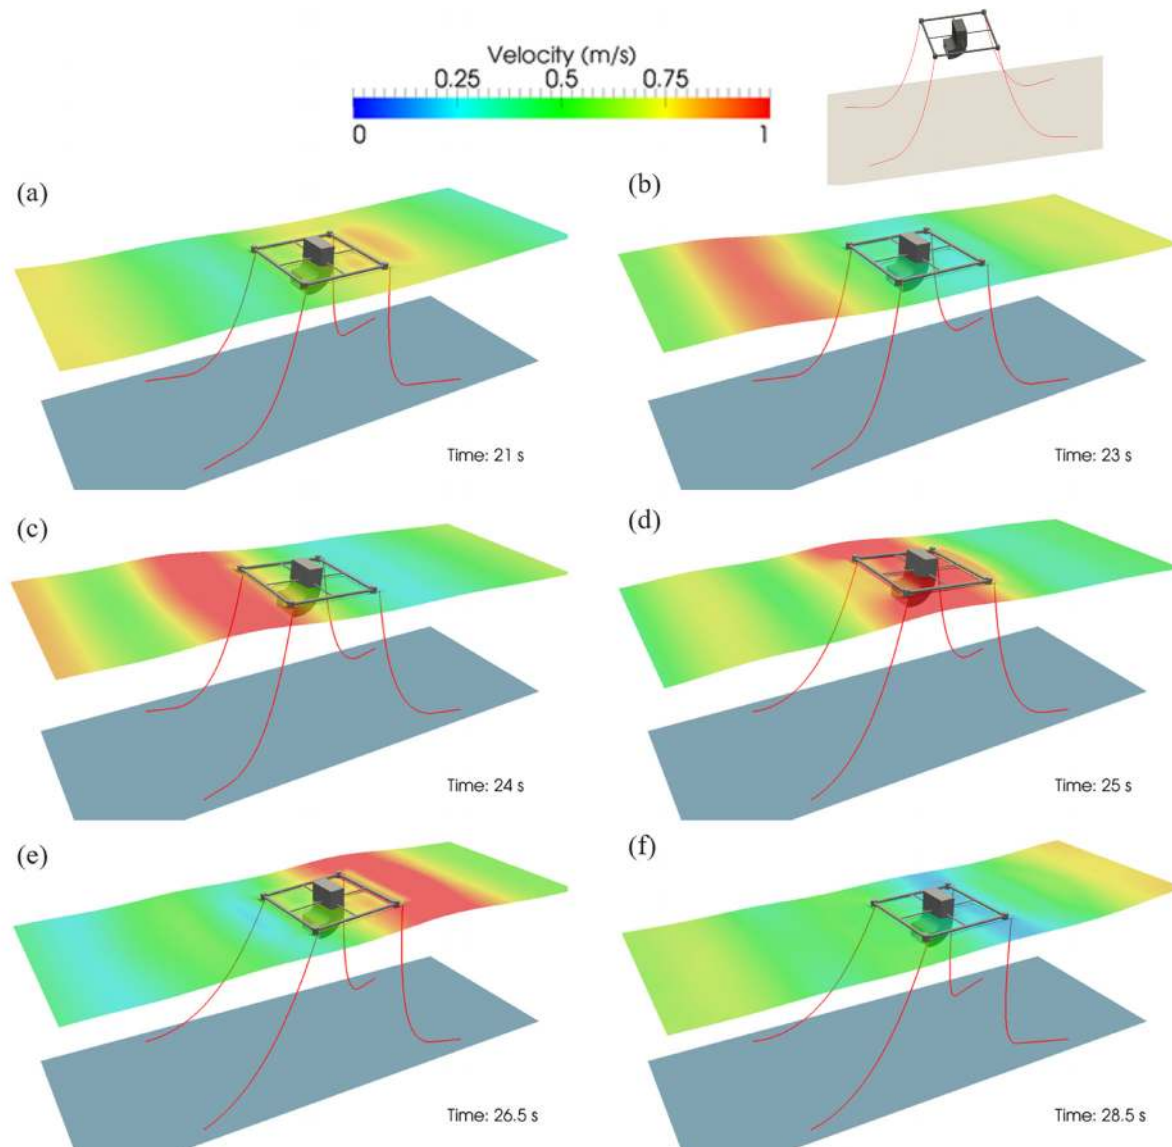 Velocity (m/s)
0.25 0.5 0.75
0 1
(a)
(b)
Time: 21 s
Time: 23 s
(c)
(d)
Time: 24 s
Time: 25 s
(e)
(f)
Time: 26.5 s
Time: 28.5 s